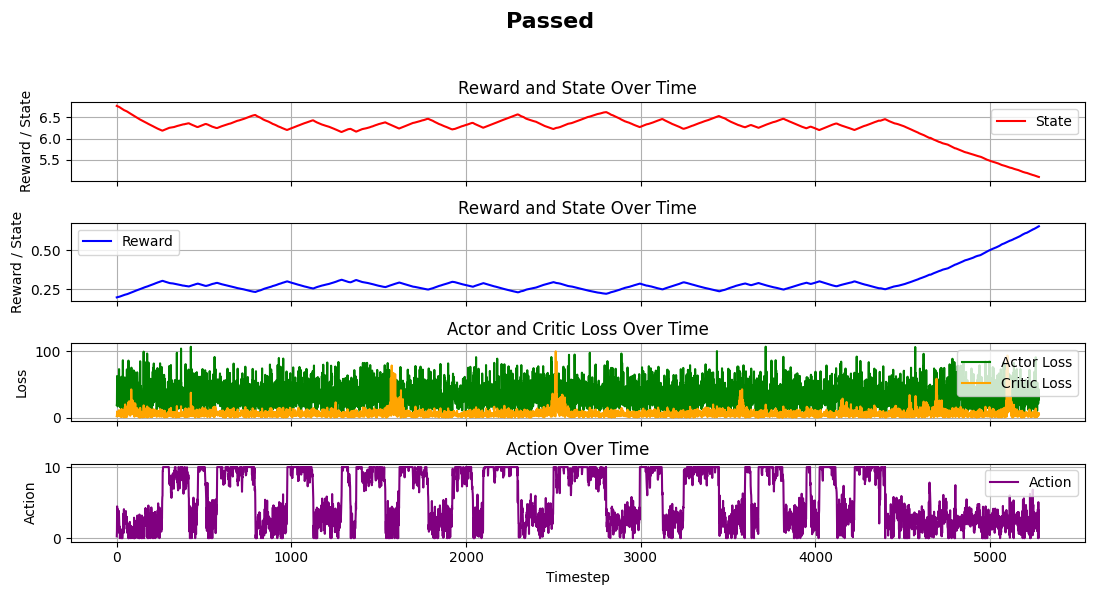 Passed
Reward and State Over Time
Reward / State
6.5
6.0
5.5
State
Reward and State Over Time
Reward / State
0.50
0.25
Reward
Actor and Critic Loss Over Time
Loss
100
0
Actor Loss
Critic Loss
Action Over Time
Action
10
0
Action
0 1000 2000 3000 4000 5000
Timestep